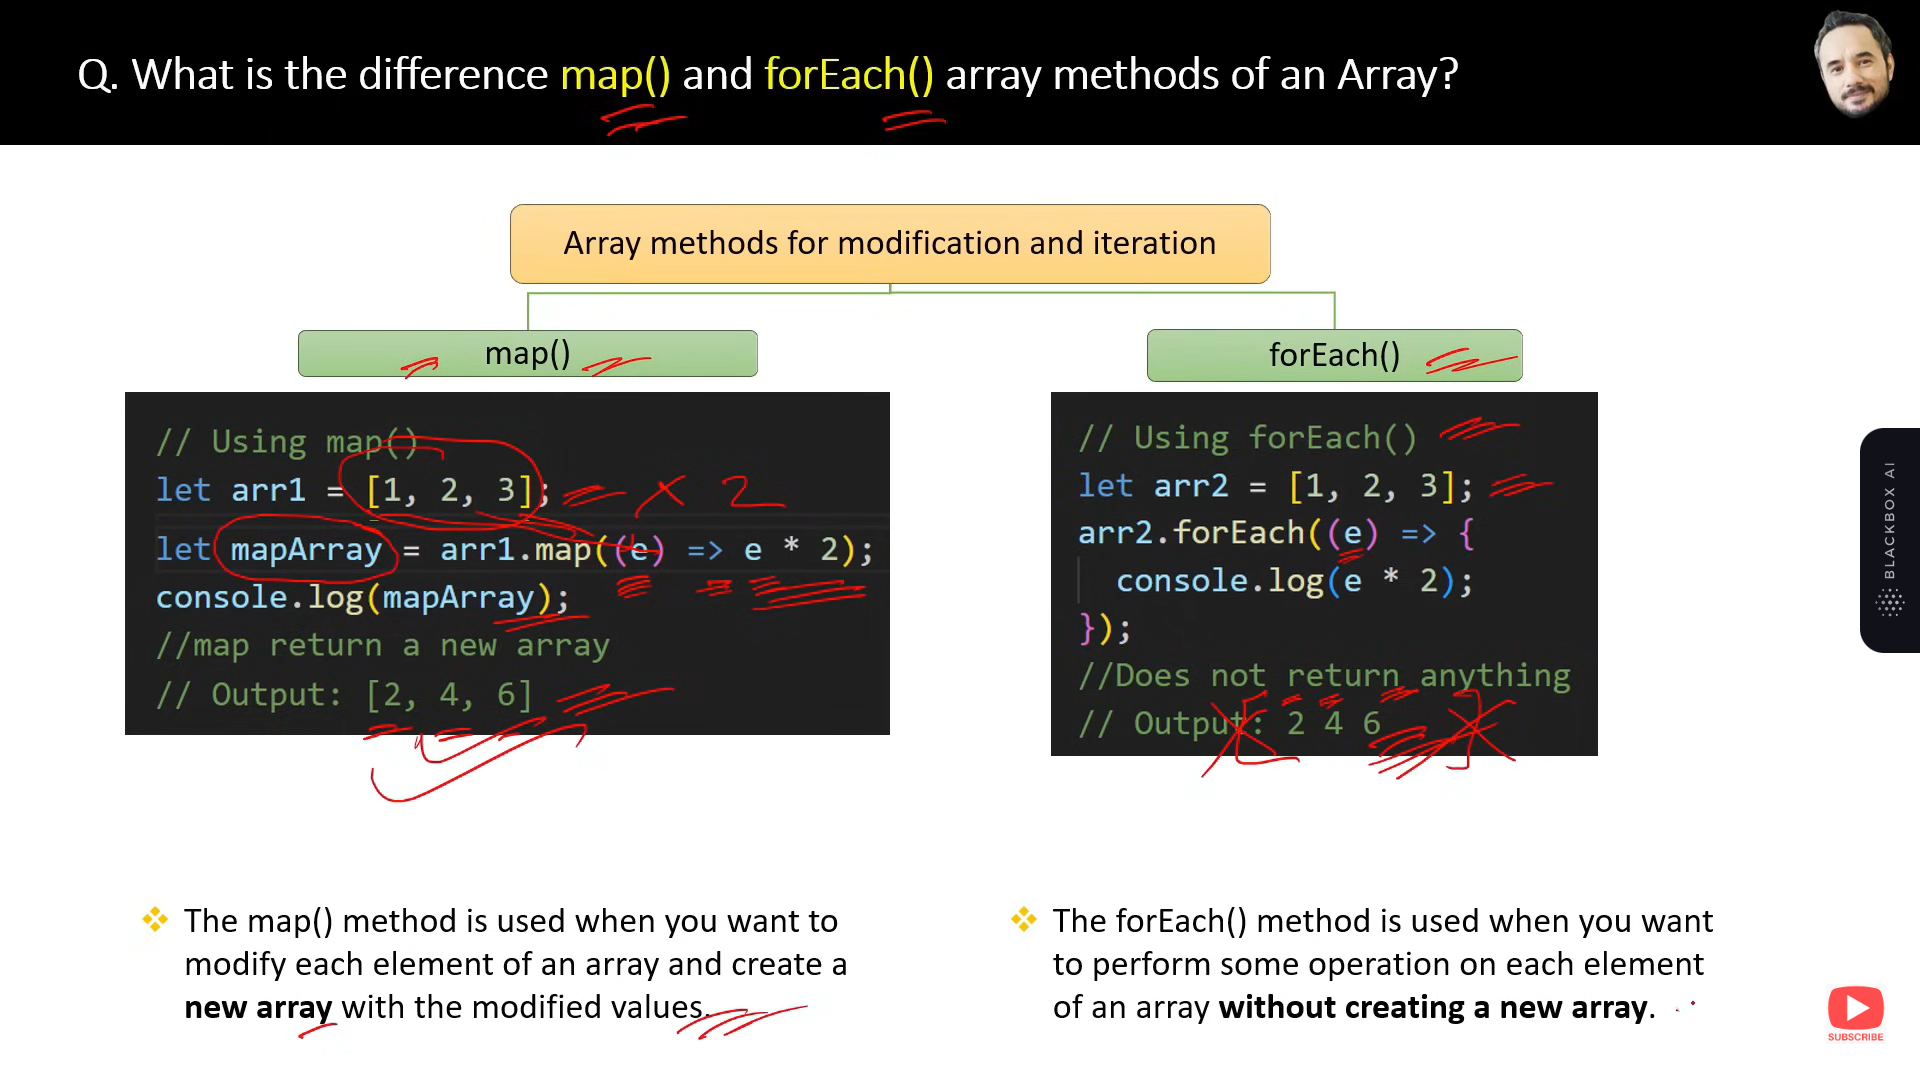 Q. What is the difference map() and forEach() array methods of an Array?
Array methods for modification and iteration
map()
// Using map()
let arr1 = [1, 2, 3];
× 2
let mapArray = arr1.map((e) => e * 2);
console.log(mapArray);
//map return a new array
// Output: [2, 4, 6]
forEach()
// Using forEach()
let arr2 = [1, 2, 3];
arr2.forEach((e) => {
console.log(e * 2);
});
//Does not return anything
// Output: 2 4 6
❖ The map() method is used when you want to
modify each element of an array and create a
new array with the modified values.
❖ The forEach() method is used when you want
to perform some operation on each element
of an array without creating a new array.
BLACKBOX AI
SUBSCRIBE